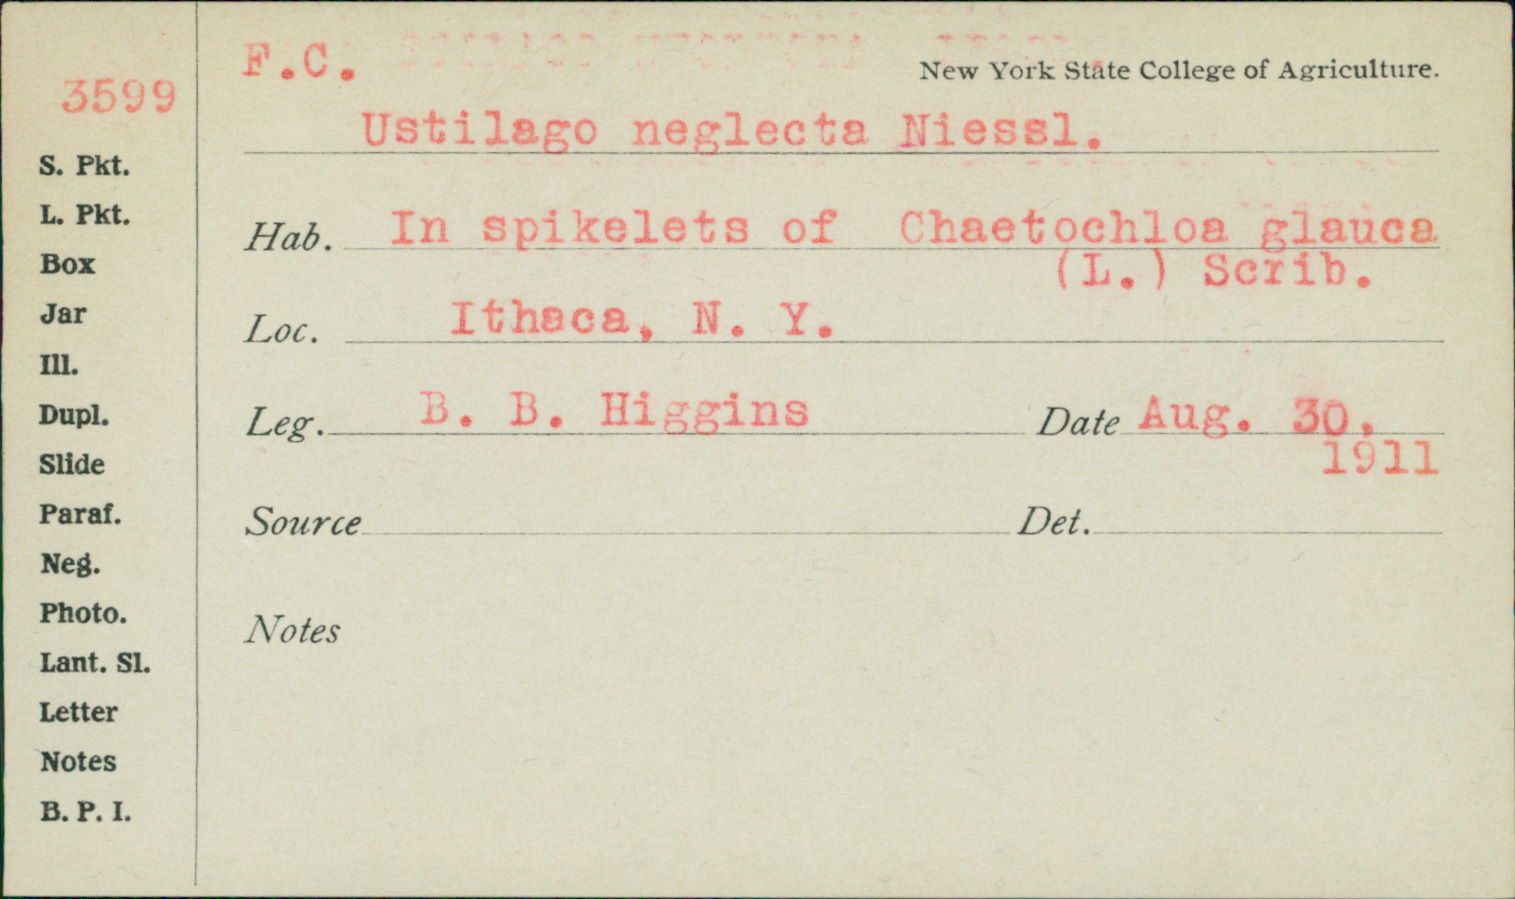 F.C.
New York State College of Agriculture.
3599
Ustilago neglecta Niessl.
S. Pkt.
L. Pkt.
Hab. In spikelets of Chaetochloa glauca
(L.) Scrib.
Box
Jar
Loc. Ithaca, N. Y.
Ill.
Dupl.
Leg. B. B. Higgins Date Aug. 30,
1911
Slide
Paraf.
Source Det.
Neg.
Photo.
Notes
Lant. Sl.
Letter
Notes
B. P. I.